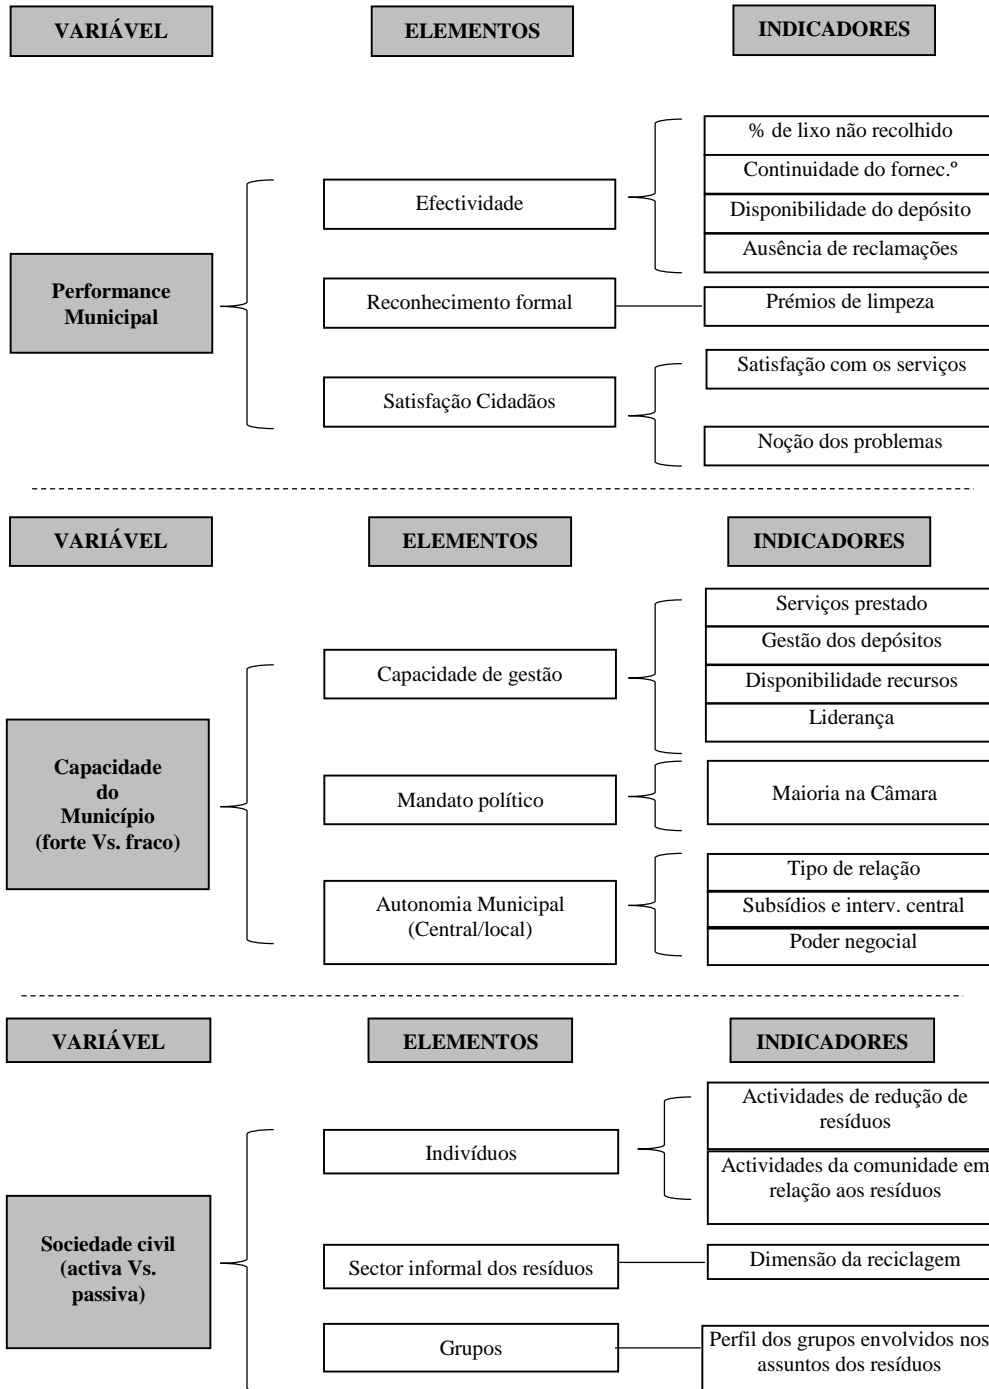 VARIÁVEL
ELEMENTOS
INDICADORES
Performance
Municipal
Efectividade
% de lixo não recolhido
Continuidade do fornec.º
Disponibilidade do depósito
Ausência de reclamações
Reconhecimento formal
Prémios de limpeza
Satisfação Cidadãos
Satisfação com os serviços
Noção dos problemas
VARIÁVEL
ELEMENTOS
INDICADORES
Capacidade
do
Município
(forte Vs. fraco)
Capacidade de gestão
Serviços prestado
Gestão dos depósitos
Disponibilidade recursos
Liderança
Mandato político
Maioria na Câmara
Autonomia Municipal
(Central/local)
Tipo de relação
Subsídios e interv. central
Poder negocial
VARIÁVEL
ELEMENTOS
INDICADORES
Sociedade civil
(activa Vs.
passiva)
Indivíduos
Actividades de redução de
resíduos
Actividades da comunidade em
relação aos resíduos
Sector informal dos resíduos
Dimensão da reciclagem
Grupos
Perfil dos grupos envolvidos nos
assuntos dos resíduos